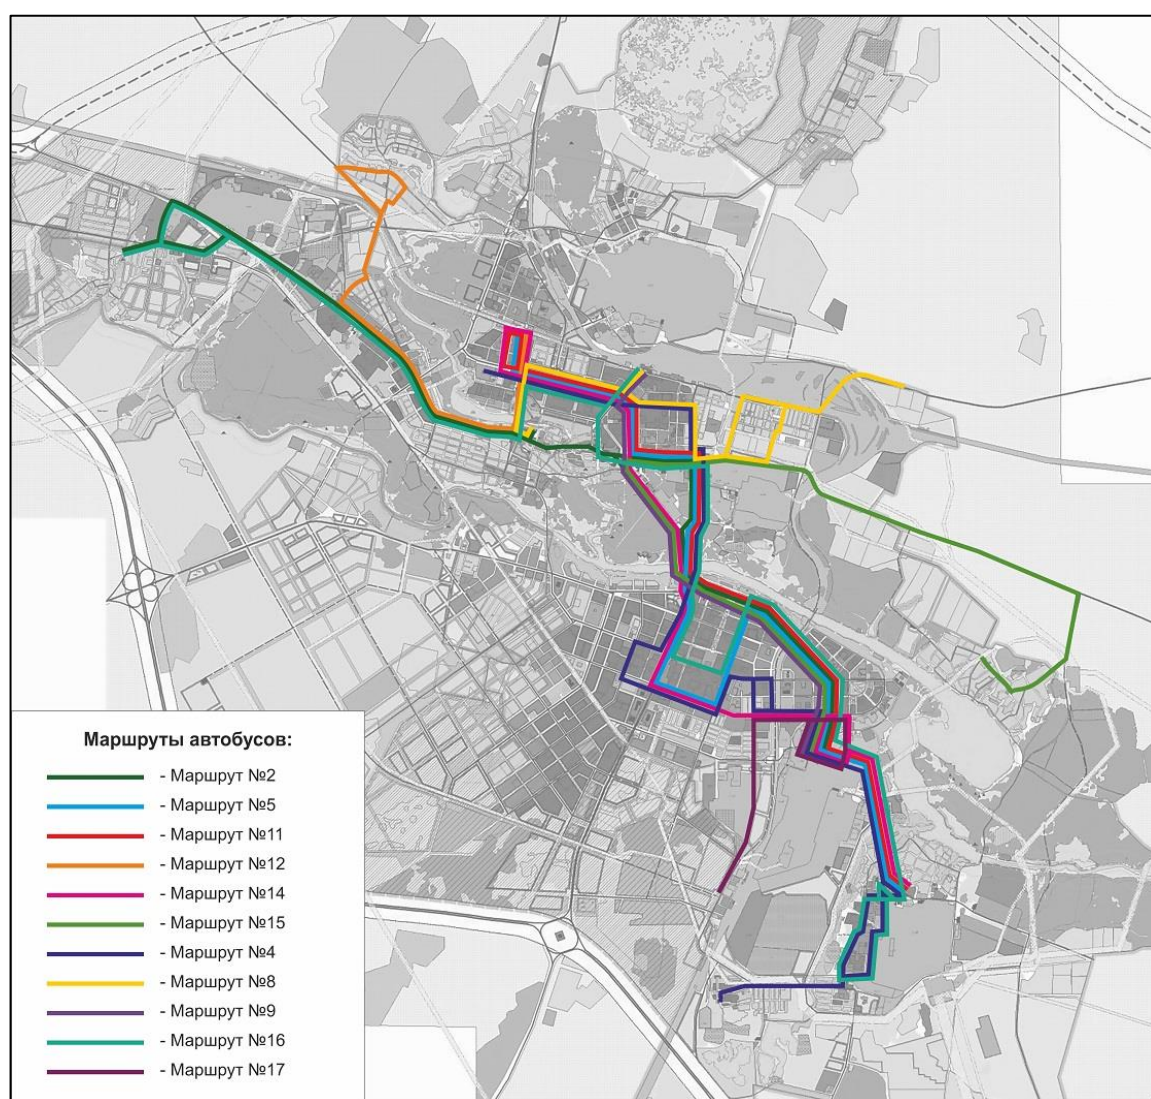 Маршруты автобусов:
- Маршрут №2
- Маршрут №5
- Маршрут №11
- Маршрут №12
- Маршрут №14
- Маршрут №15
- Маршрут №4
- Маршрут №8
- Маршрут №9
- Маршрут №16
- Маршрут №17